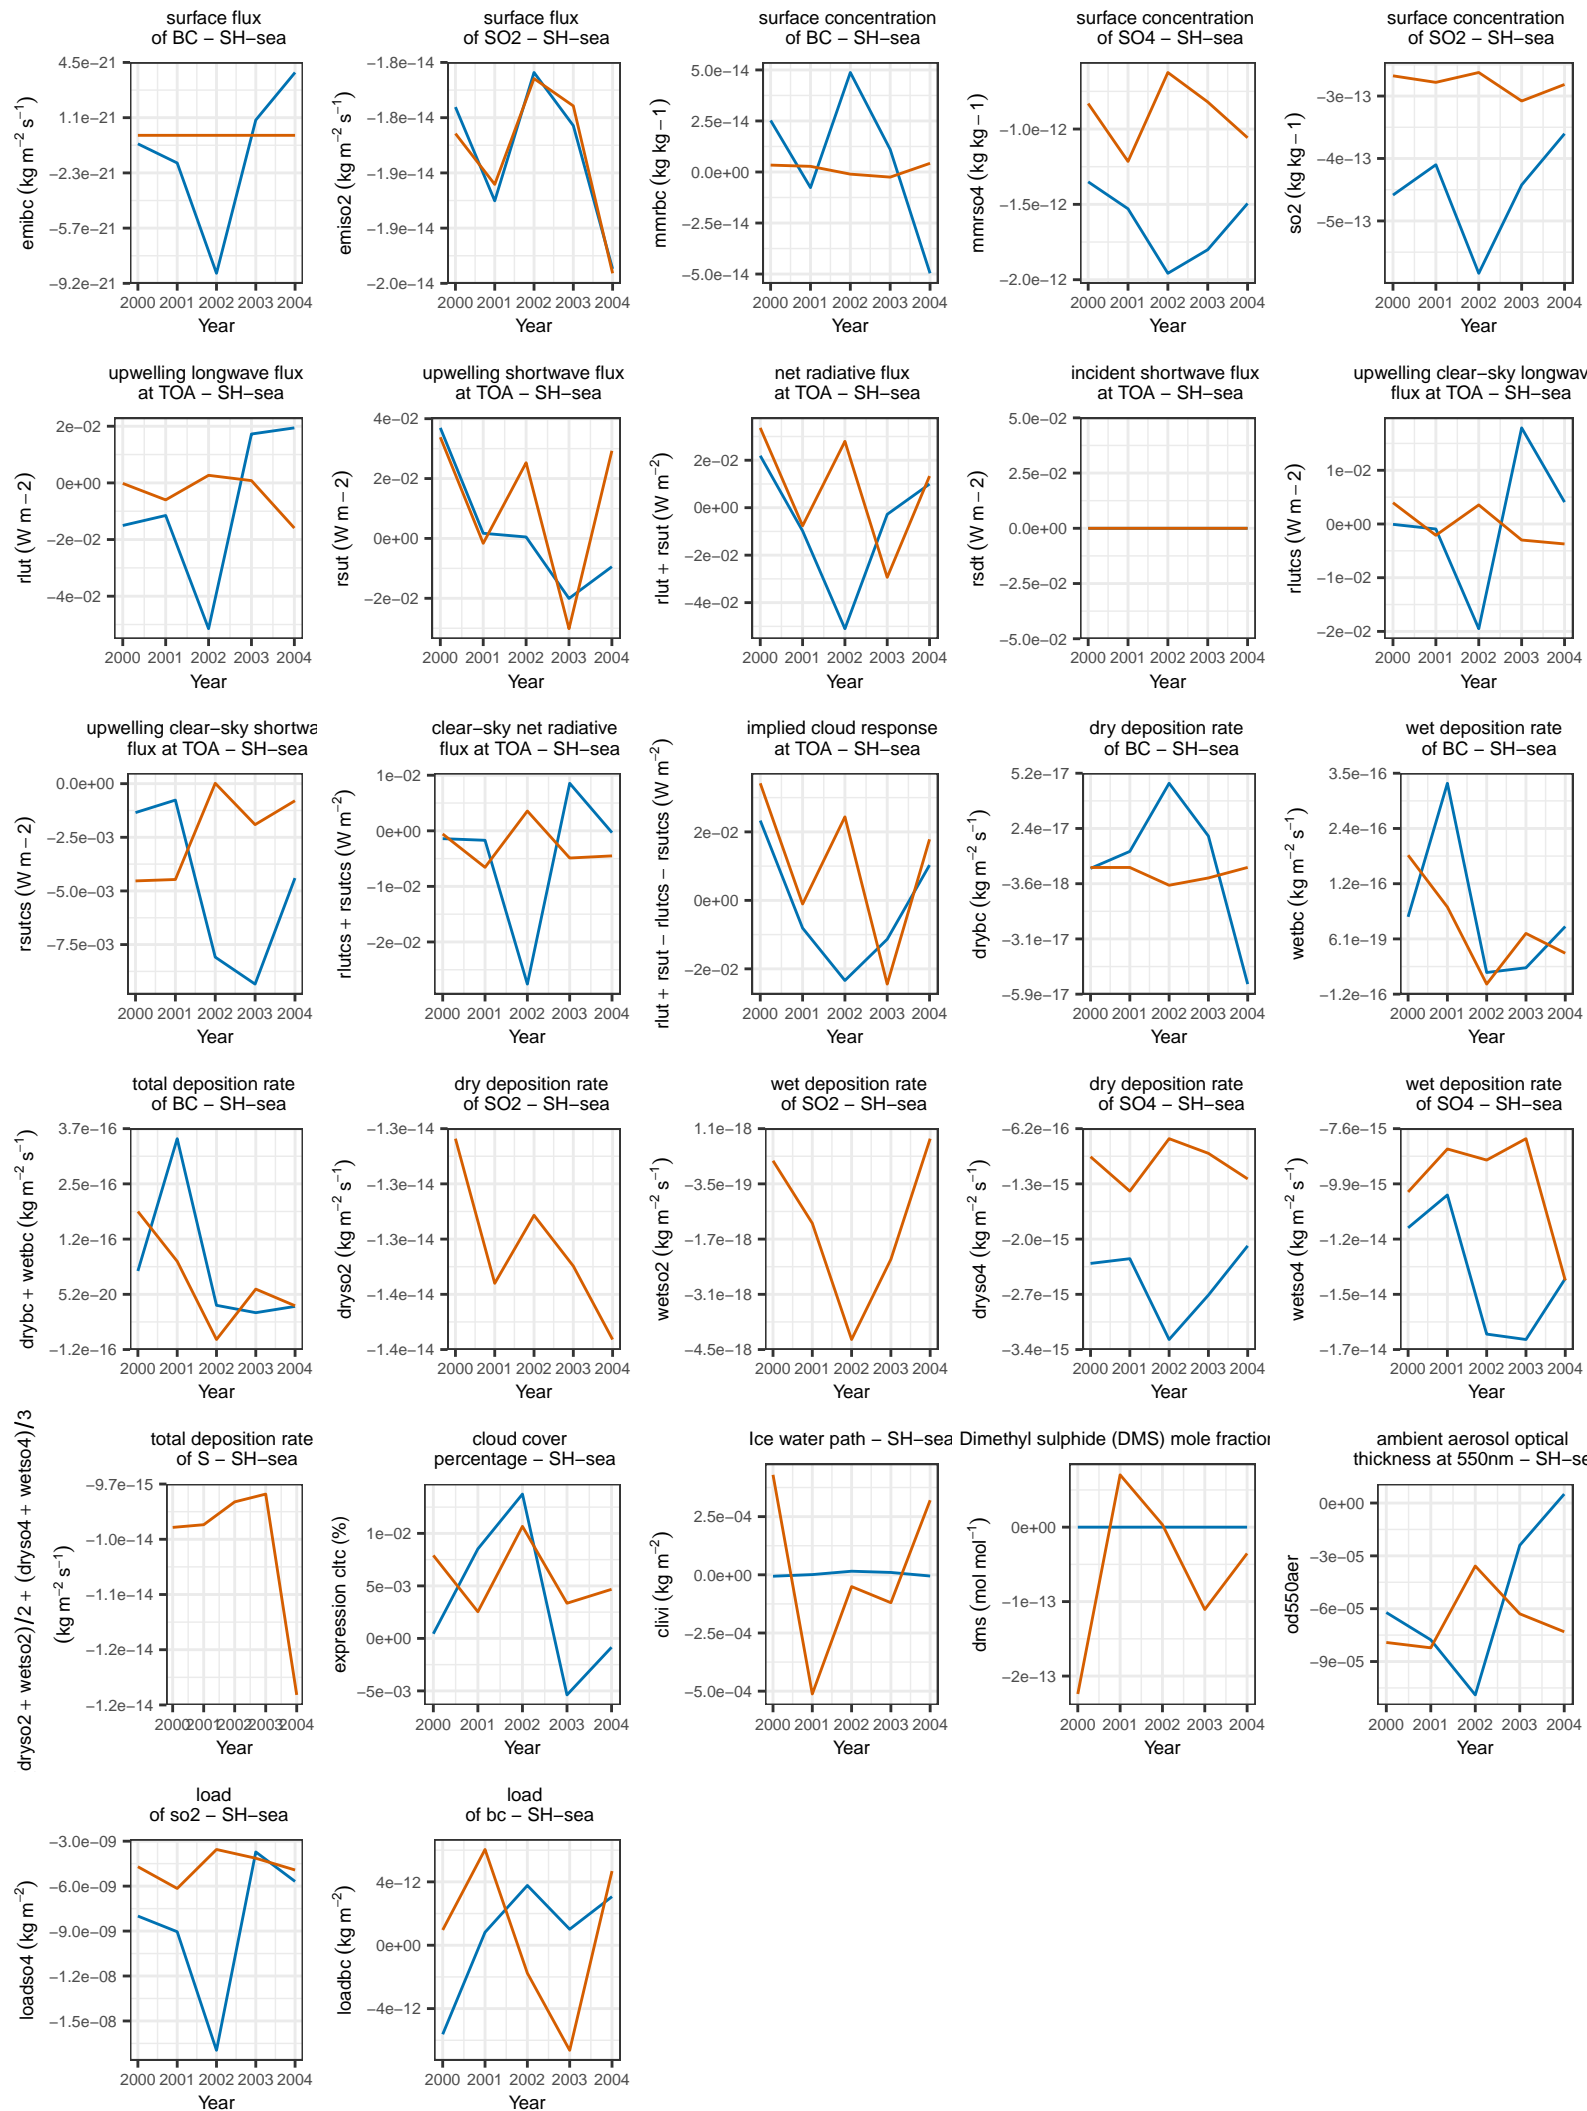 surface flux
of BC − SH−sea
emibc (kg m−2 s−1)
4.5e−21
1.1e−21
−2.3e−21
−5.7e−21
−9.2e−21
2000 2001 2002 2003 2004
Year
surface flux
of SO2 − SH−sea
emiso2 (kg m−2 s−1)
−1.8e−14
−1.8e−14
−1.9e−14
−1.9e−14
−2.0e−14
2000 2001 2002 2003 2004
Year
surface concentration
of BC − SH−sea
mmrbc (kg kg − 1)
5.0e−14
2.5e−14
0.0e+00
−2.5e−14
−5.0e−14
2000 2001 2002 2003 2004
Year
surface concentration
of SO4 − SH−sea
mmrso4 (kg kg − 1)
−1.0e−12
−1.5e−12
−2.0e−12
2000 2001 2002 2003 2004
Year
surface concentration
of SO2 − SH−sea
so2 (kg kg − 1)
−3e−13
−4e−13
−5e−13
2000 2001 2002 2003 2004
Year
upwelling longwave flux
at TOA − SH−sea
rlut (W m − 2)
2e−02
0e+00
−2e−02
−4e−02
2000 2001 2002 2003 2004
Year
upwelling shortwave flux
at TOA − SH−sea
rsut (W m − 2)
4e−02
2e−02
0e+00
−2e−02
2000 2001 2002 2003 2004
Year
net radiative flux
at TOA − SH−sea
rlut + rsut (W m−2)
2e−02
0e+00
−2e−02
−4e−02
2000 2001 2002 2003 2004
Year
incident shortwave flux
at TOA − SH−sea
rsdt (W m − 2)
5.0e−02
2.5e−02
0.0e+00
−2.5e−02
−5.0e−02
2000 2001 2002 2003 2004
Year
upwelling clear−sky longwav
flux at TOA − SH−sea
rlutcs (W m − 2)
1e−02
0e+00
−1e−02
−2e−02
2000 2001 2002 2003 2004
Year
upwelling clear−sky shortwa
flux at TOA − SH−sea
rsutcs (W m − 2)
0.0e+00
−2.5e−03
−5.0e−03
−7.5e−03
2000 2001 2002 2003 2004
Year
clear−sky net radiative
flux at TOA − SH−sea
rlutcs + rsutcs (W m−2)
1e−02
0e+00
−1e−02
−2e−02
2000 2001 2002 2003 2004
Year
implied cloud response
at TOA − SH−sea
rlut + rsut − rlutcs − rsutcs (W m−2)
2e−02
0e+00
−2e−02
2000 2001 2002 2003 2004
Year
dry deposition rate
of BC − SH−sea
drybc (kg m−2 s−1)
5.2e−17
2.4e−17
−3.6e−18
−3.1e−17
−5.9e−17
2000 2001 2002 2003 2004
Year
wet deposition rate
of BC − SH−sea
wetbc (kg m−2 s−1)
3.5e−16
2.4e−16
1.2e−16
6.1e−19
−1.2e−16
2000 2001 2002 2003 2004
Year
total deposition rate
of BC − SH−sea
drybc + wetbc (kg m−2 s−1)
3.7e−16
2.5e−16
1.2e−16
5.2e−20
−1.2e−16
2000 2001 2002 2003 2004
Year
dry deposition rate
of SO2 − SH−sea
dryso2 (kg m−2 s−1)
−1.3e−14
−1.3e−14
−1.3e−14
−1.4e−14
−1.4e−14
2000 2001 2002 2003 2004
Year
wet deposition rate
of SO2 − SH−sea
wetso2 (kg m−2 s−1)
1.1e−18
−3.5e−19
−1.7e−18
−3.1e−18
−4.5e−18
2000 2001 2002 2003 2004
Year
dry deposition rate
of SO4 − SH−sea
dryso4 (kg m−2 s−1)
−6.2e−16
−1.3e−15
−2.0e−15
−2.7e−15
−3.4e−15
2000 2001 2002 2003 2004
Year
wet deposition rate
of SO4 − SH−sea
wetso4 (kg m−2 s−1)
−7.6e−15
−9.9e−15
−1.2e−14
−1.5e−14
−1.7e−14
2000 2001 2002 2003 2004
Year
total deposition rate
of S − SH−sea
dryso2 + wetso2)/2 + (dryso4 + wetso4)/3
(kg m−2 s−1)
−9.7e−15
−1.0e−14
−1.1e−14
−1.2e−14
−1.2e−14
2000 2001 2002 2003 2004
Year
cloud cover
percentage − SH−sea
expression cltc (%)
1e−02
5e−03
0e+00
−5e−03
2000 2001 2002 2003 2004
Year
Ice water path − SH−sea
clivi (kg m−2)
2.5e−04
0.0e+00
−2.5e−04
−5.0e−04
2000 2001 2002 2003 2004
Year
Dimethyl sulphide (DMS) mole fraction
dms (mol mol−1)
0e+00
−1e−13
−2e−13
2000 2001 2002 2003 2004
Year
ambient aerosol optical
thickness at 550nm − SH−se
od550aer
0e+00
−3e−05
−6e−05
−9e−05
2000 2001 2002 2003 2004
Year
load
of so2 − SH−sea
loadso4 (kg m−2)
−3.0e−09
−6.0e−09
−9.0e−09
−1.2e−08
−1.5e−08
2000 2001 2002 2003 2004
Year
load
of bc − SH−sea
loadbc (kg m−2)
4e−12
0e+00
−4e−12
2000 2001 2002 2003 2004
Year